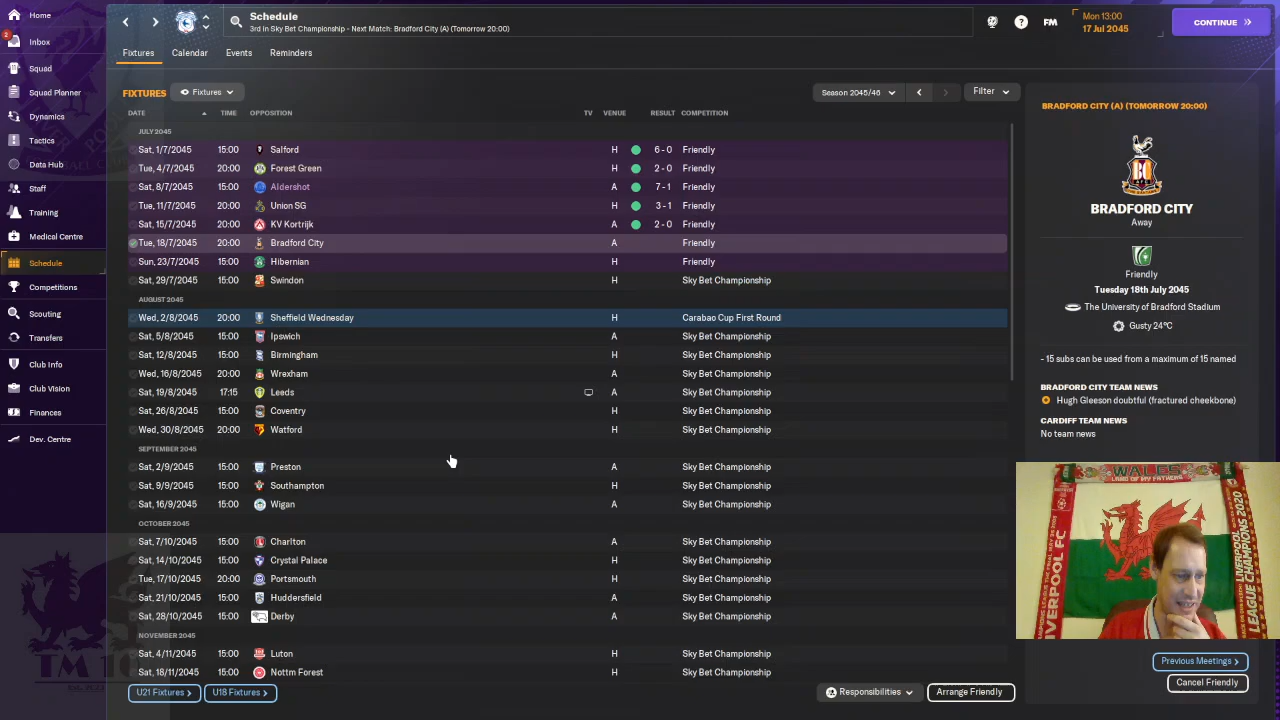 Home
Inbox
2
Squad
Squad Planner
Dynamics
Tactics
Data Hub
Staff
Training
Medical Centre
Schedule
Competitions
Scouting
Transfers
Club Info
Club Vision
Finances
Dev. Centre
Schedule
3rd in Sky Bet Championship - Next Match: Bradford City (A) (Tomorrow 20:00)
FM
Mon 13:00
17 Jul 2045
CONTINUE
Fixtures Calendar Events Reminders
FIXTURES Fixtures Season 2045/46 Filter
DATE TIME OPPOSITION TV VENUE RESULT COMPETITION
JULY 2045
Sat, 1/7/2045 15:00 Salford H 6 - 0 Friendly
Tue, 4/7/2045 20:00 Forest Green H 2 - 0 Friendly
Sat, 8/7/2045 15:00 Aldershot A 7 - 1 Friendly
Tue, 11/7/2045 20:00 Union SG H 3 - 1 Friendly
Sat, 15/7/2045 20:00 KV Kortrijk A 2 - 0 Friendly
Tue, 18/7/2045 20:00 Bradford City A Friendly
Sun, 23/7/2045 15:00 Hibernian H Friendly
Sat, 29/7/2045 15:00 Swindon H Sky Bet Championship
AUGUST 2045
Wed, 2/8/2045 20:00 Sheffield Wednesday H Carabao Cup First Round
Sat, 5/8/2045 15:00 Ipswich A Sky Bet Championship
Sat, 12/8/2045 15:00 Birmingham H Sky Bet Championship
Wed, 16/8/2045 20:00 Wrexham A Sky Bet Championship
Sat, 19/8/2045 17:15 Leeds A Sky Bet Championship
Sat, 26/8/2045 15:00 Coventry H Sky Bet Championship
Wed, 30/8/2045 20:00 Watford H Sky Bet Championship
SEPTEMBER 2045
Sat, 2/9/2045 15:00 Preston A Sky Bet Championship
Sat, 9/9/2045 15:00 Southampton H Sky Bet Championship
Sat, 16/9/2045 15:00 Wigan A Sky Bet Championship
OCTOBER 2045
Sat, 7/10/2045 15:00 Charlton A Sky Bet Championship
Sat, 14/10/2045 15:00 Crystal Palace H Sky Bet Championship
Tue, 17/10/2045 20:00 Portsmouth H Sky Bet Championship
Sat, 21/10/2045 15:00 Huddersfield A Sky Bet Championship
Sat, 28/10/2045 15:00 Derby A Sky Bet Championship
NOVEMBER 2045
Sat, 4/11/2045 15:00 Luton H Sky Bet Championship
Sat, 18/11/2045 15:00 Nottm Forest H Sky Bet Championship
U21 Fixtures U18 Fixtures Responsibilities Arrange Friendly
BRADFORD CITY (A) (TOMORROW 20:00)
BRADFORD CITY
Away
Friendly
Tuesday 18th July 2045
The University of Bradford Stadium
Gusty 24°C
- 15 subs can be used from a maximum of 15 named
BRADFORD CITY TEAM NEWS
Hugh Gleeson doubtful (fractured cheekbone)
CARDIFF TEAM NEWS
No team news
WALES
LAND OF MY FATHERS
LIVERPOOL FC
LIVERPOOL 2020
LEAGUE CHAMPIONS
Previous Meetings
Cancel Friendly